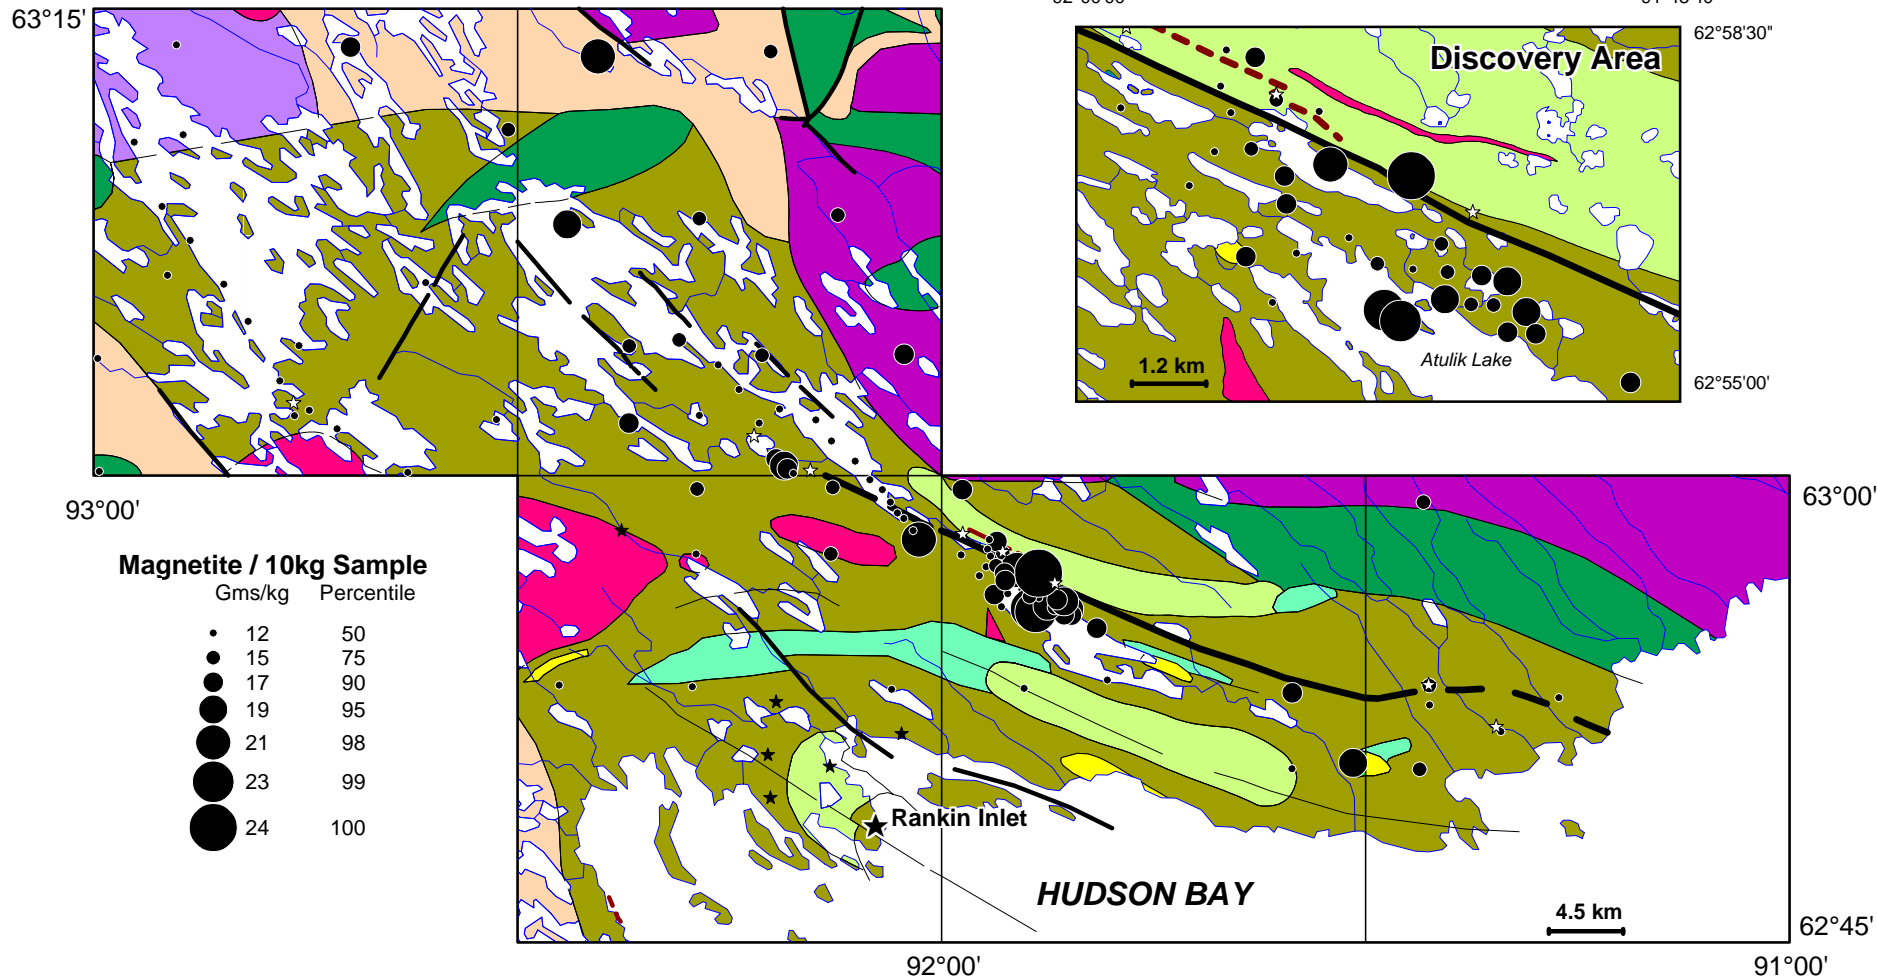 63°15'
62°58'30"
Discovery Area
1.2 km
Atulik Lake
62°55'00'
93°00'
63°00'
Magnetite / 10kg Sample
Gms/kg Percentile
12 50
15 75
17 90
19 95
21 98
23 99
24 100
Rankin Inlet
HUDSON BAY
4.5 km
62°45'
92°00'
91°00'